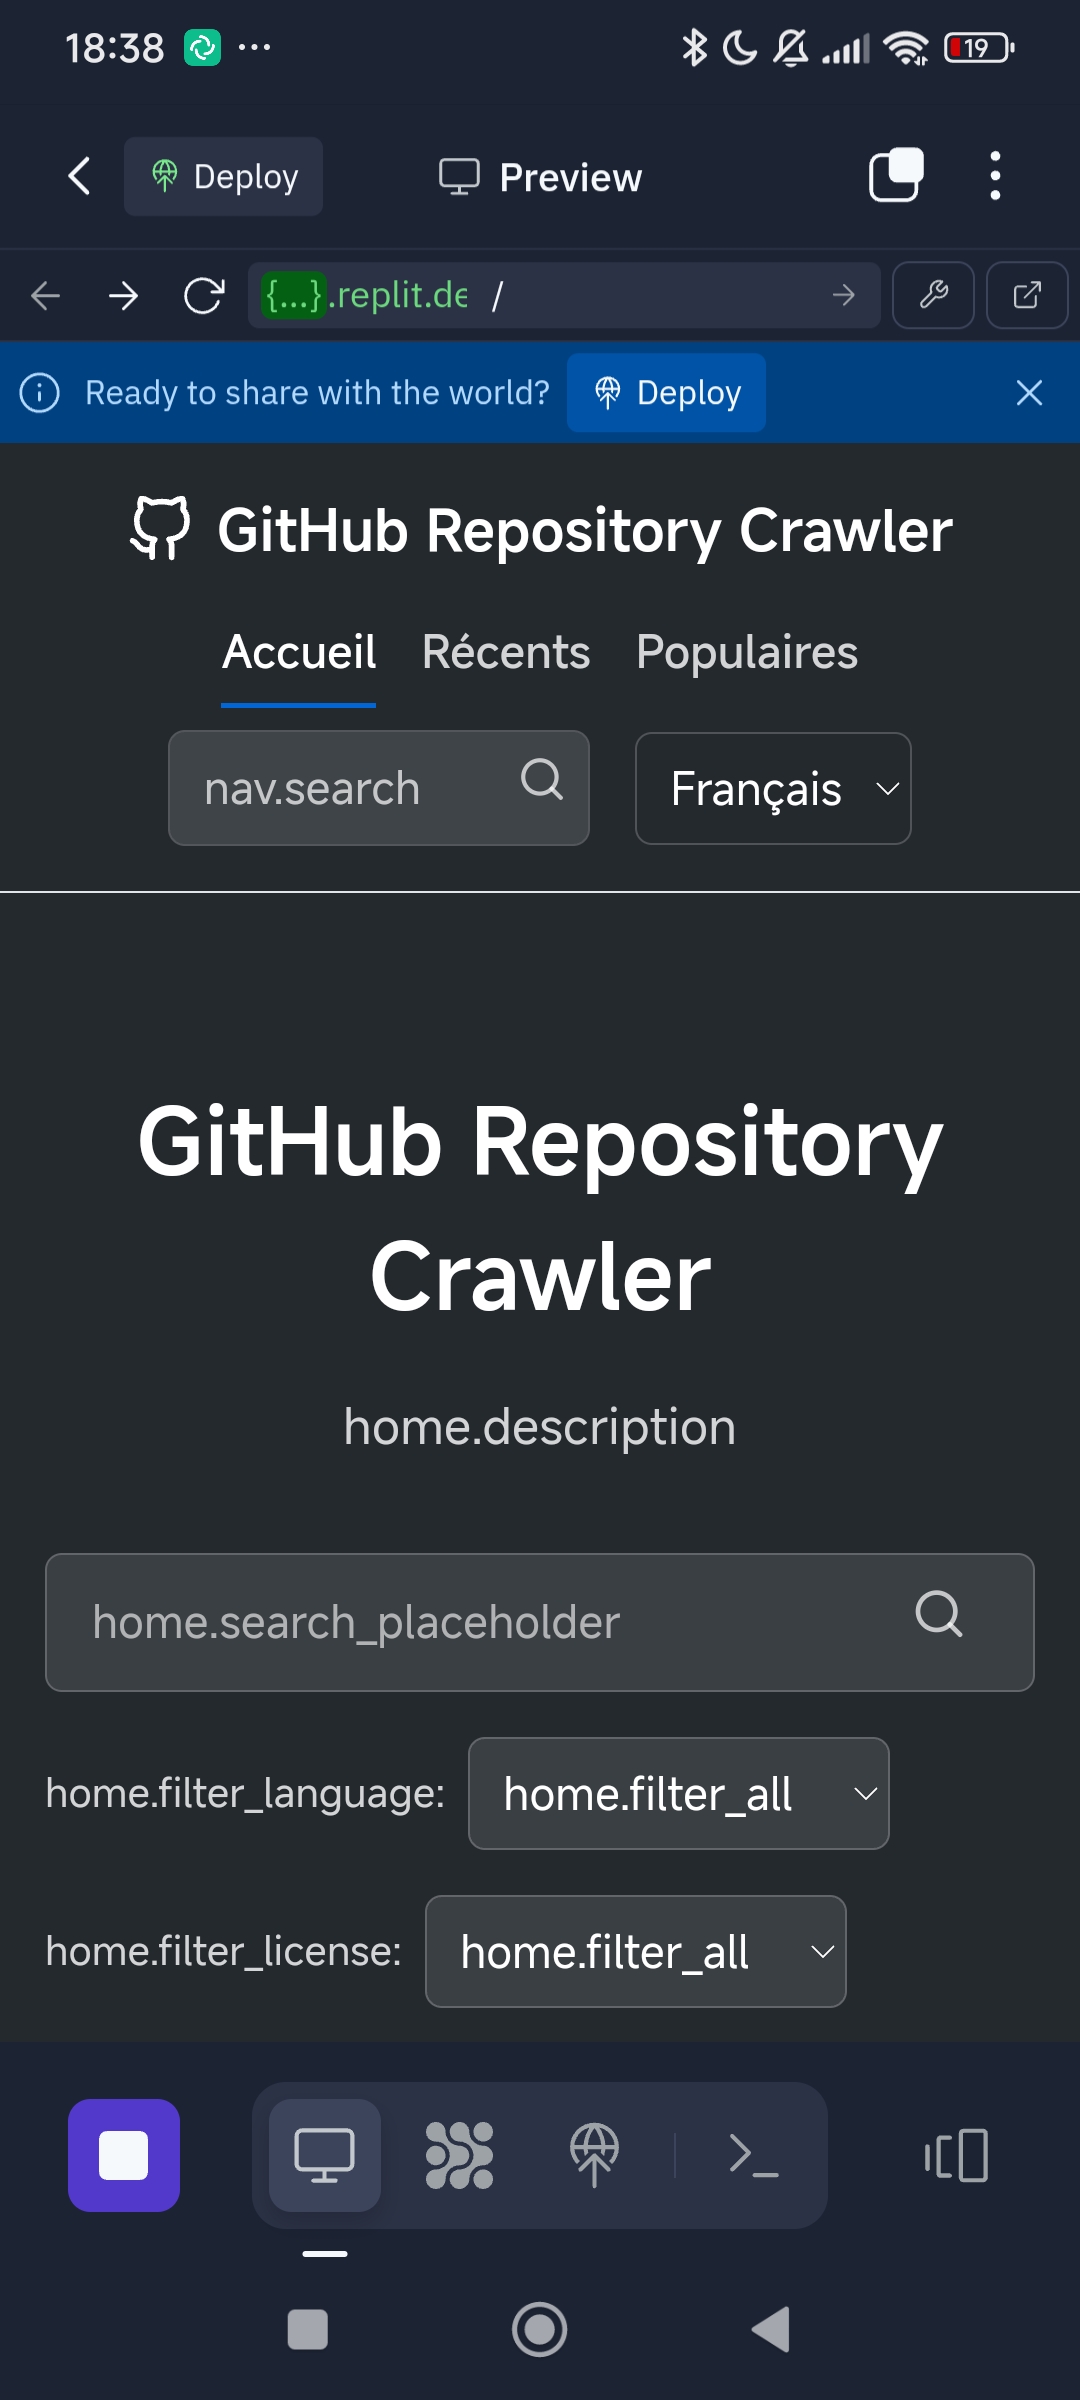 18:38
19
Deploy
Preview
{...}.replit.de /
Ready to share with the world?
Deploy
GitHub Repository Crawler
Accueil
Récents
Populaires
nav.search
Français
GitHub Repository
Crawler
home.description
home.search_placeholder
home.filter_language:
home.filter_all
home.filter_license:
home.filter_all